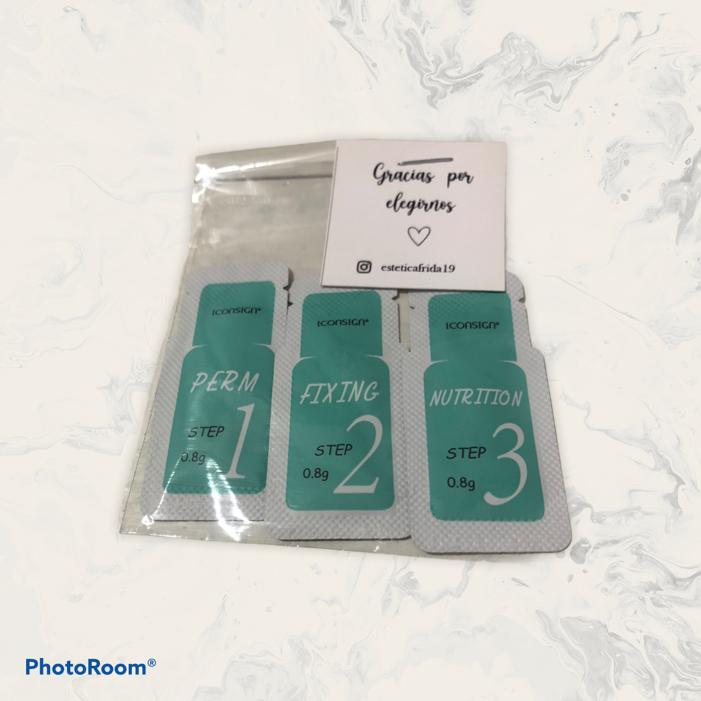 Gracias por
elegirnos
esteticafrida19
ICONSIGN®
PERM
STEP
1
0.8g
ICONSIGN®
FIXING
STEP
2
0.8g
ICONSIGN®
NUTRITION
STEP
3
0.8g
PhotoRoom®